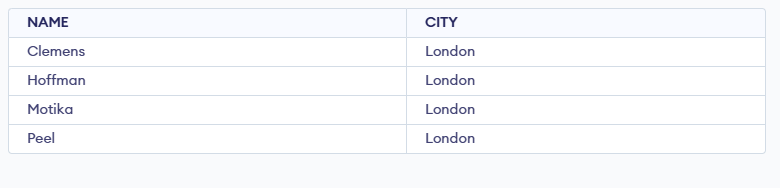 NAME CITY
Clemens London
Hoffman London
Motika London
Peel London